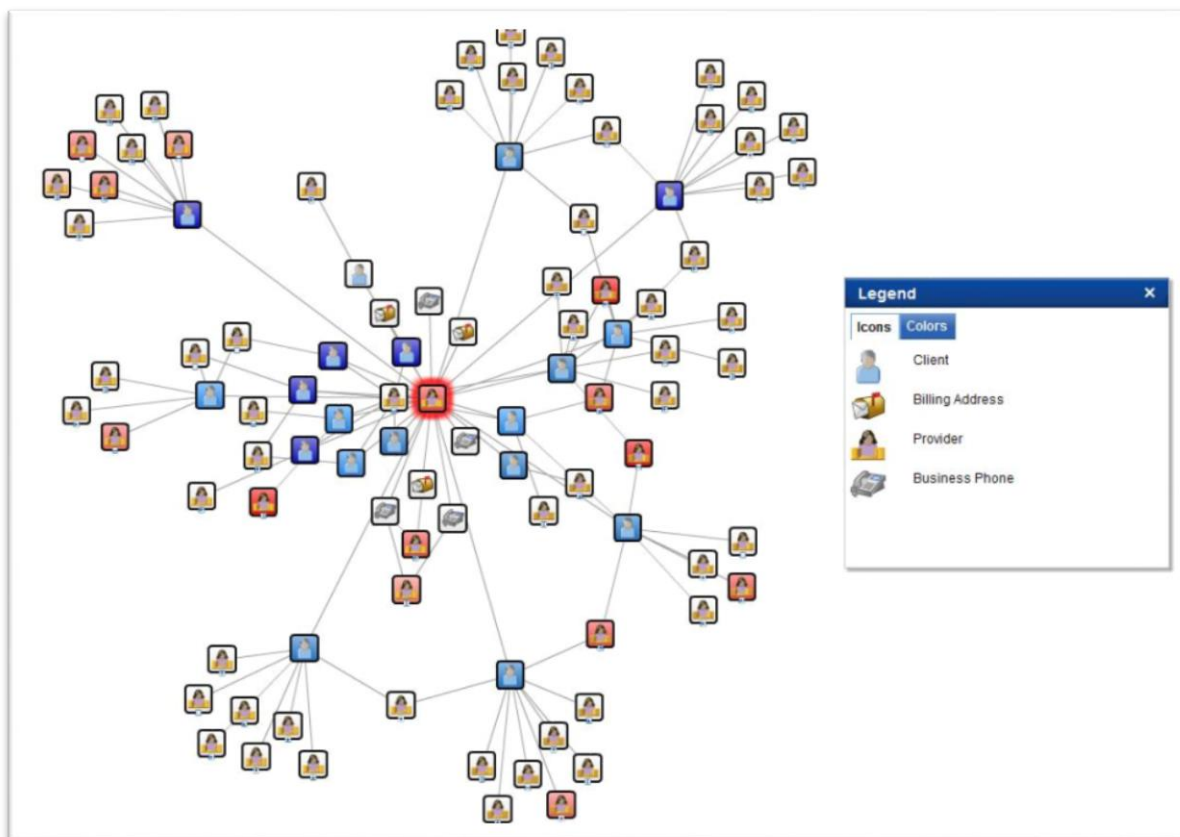 Legend
Icons Colors
Client
Billing Address
Provider
Business Phone